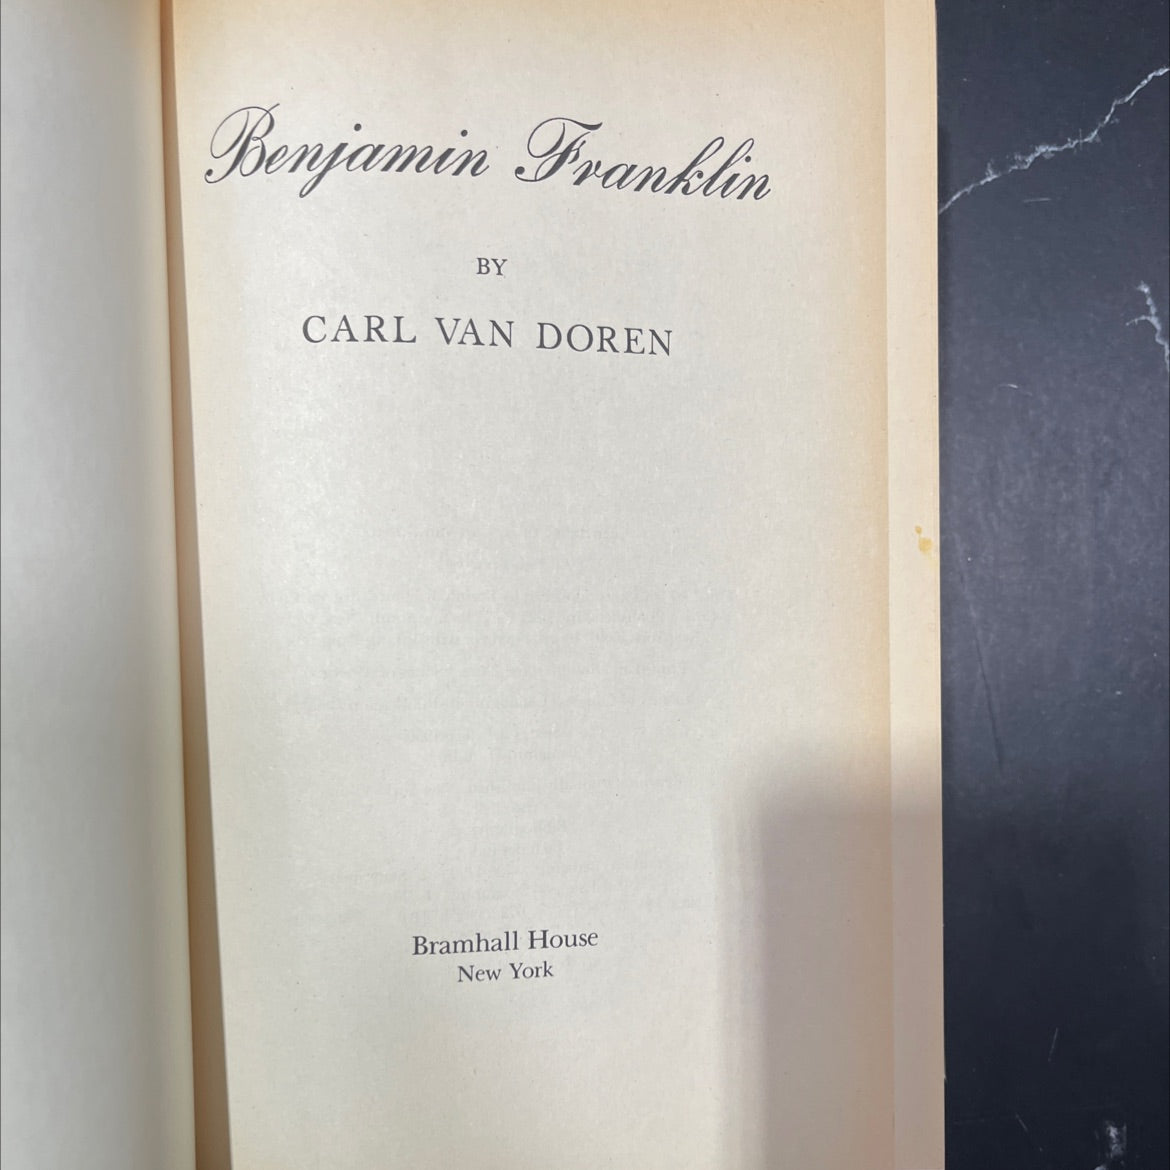 Benjamin Franklin
BY
CARL VAN DOREN
Bramhall House
New York